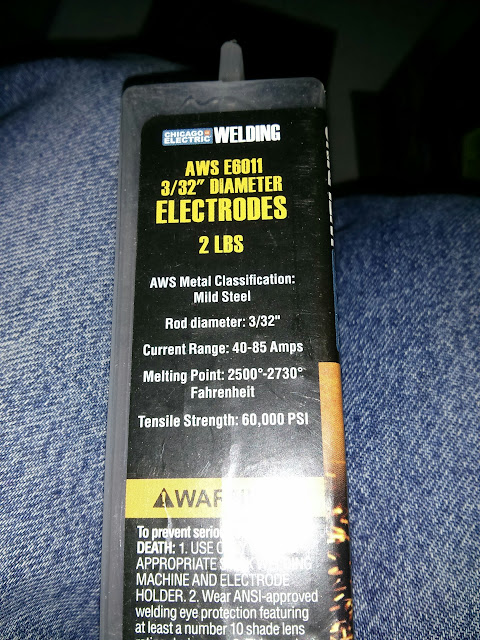 CHICAGO ELECTRIC WELDING
AWS E6011
3/32" DIAMETER
ELECTRODES
2 LBS
AWS Metal Classification:
Mild Steel
Rod diameter: 3/32"
Current Range: 40-85 Amps
Melting Point: 2500°-2730°
Fahrenheit
Tensile Strength: 60,000 PSI
To prevent
DEATH: 1. USE
APPROPRIATE
MACHINE AND ELECTRODE
HOLDER. 2. Wear ANSI-approved
welding eye protection featuring
at least a number 10 shade lens